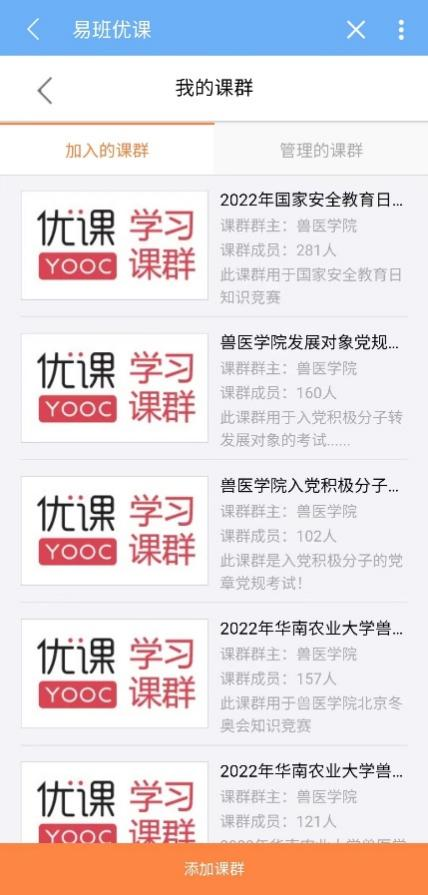 易班优课
我的课群
加入的课群
管理的课群
优课 学习
YOOC 课群
2022年国家安全教育日...
课群群主：兽医学院
课群成员：281人
此课群用于国家安全教育日
知识竞赛
优课 学习
YOOC 课群
兽医学院发展对象党规...
课群群主：兽医学院
课群成员：160人
此课群用于入党积极分子转
发展对象的考试......
优课 学习
YOOC 课群
兽医学院入党积极分子...
课群群主：兽医学院
课群成员：102人
此课群是入党积极分子的党
章党规考试！
优课 学习
YOOC 课群
2022年华南农业大学兽...
课群群主：兽医学院
课群成员：157人
此课群用于兽医学院北京冬
奥会知识竞赛
优课 学习
YOOC 课群
2022年华南农业大学兽...
课群群主：兽医学院
课群成员：121人
添加课群